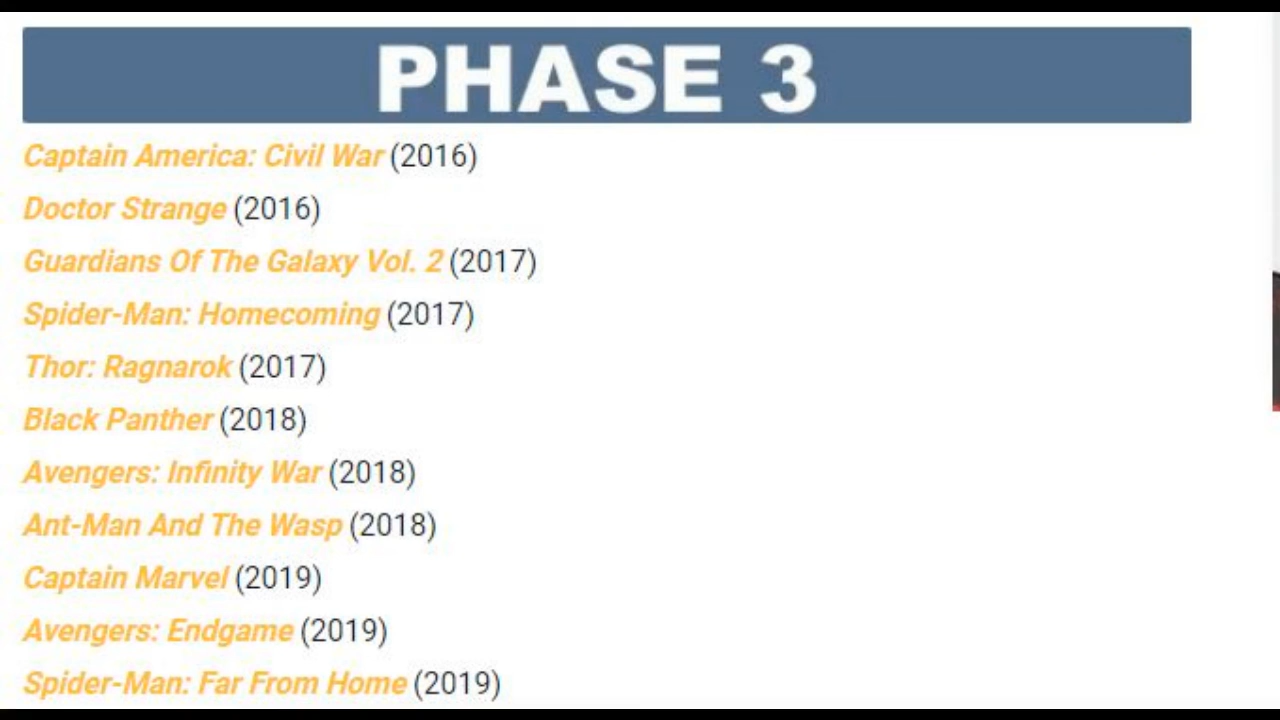 PHASE 3
Captain America: Civil War (2016)
Doctor Strange (2016)
Guardians Of The Galaxy Vol. 2 (2017)
Spider-Man: Homecoming (2017)
Thor: Ragnarok (2017)
Black Panther (2018)
Avengers: Infinity War (2018)
Ant-Man And The Wasp (2018)
Captain Marvel (2019)
Avengers: Endgame (2019)
Spider-Man: Far From Home (2019)